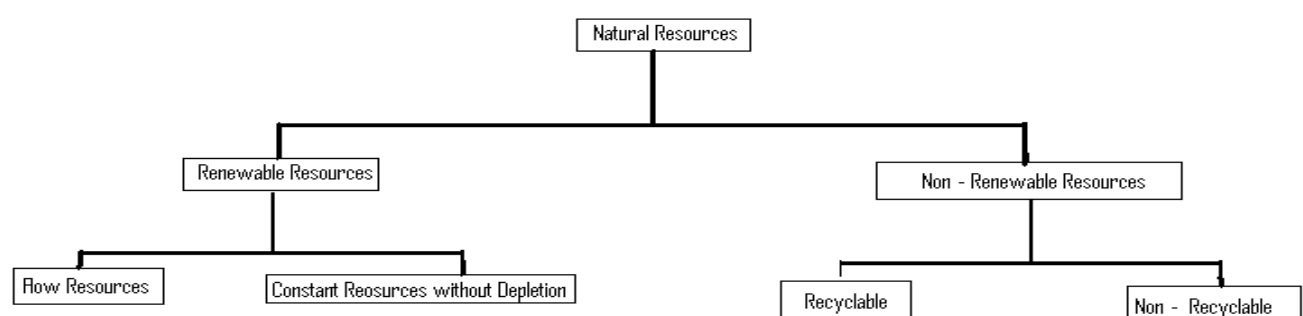 Natural Resources
Renewable Resources
Non - Renewable Resources
Flow Resources
Constant Reosurces without Depletion
Recyclable
Non - Recyclable